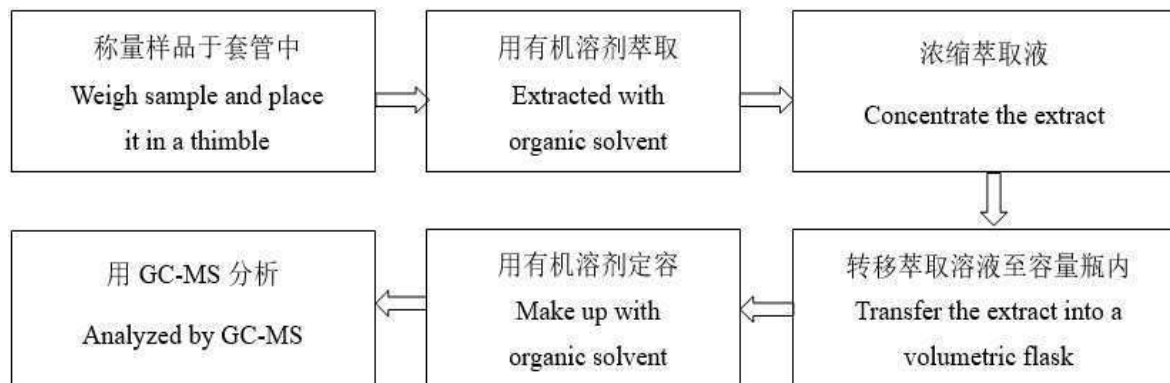 称量样品于套管中
Weigh sample and place
it in a thimble
用有机溶剂萃取
Extracted with
organic solvent
浓缩萃取液
Concentrate the extract
转移萃取溶液至容量瓶内
Transfer the extract into a
volumetric flask
用有机溶剂定容
Make up with
organic solvent
用 GC-MS 分析
Analyzed by GC-MS